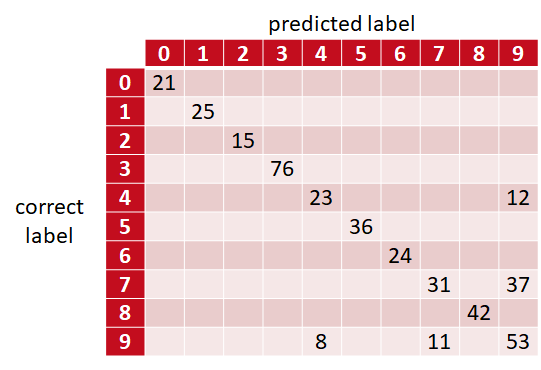 predicted label
0 1 2 3 4 5 6 7 8 9
0 21
1 25
2 15
3 76
4 23 12
correct
label
5 36
6 24
7 31 37
8 42
9 8 11 53